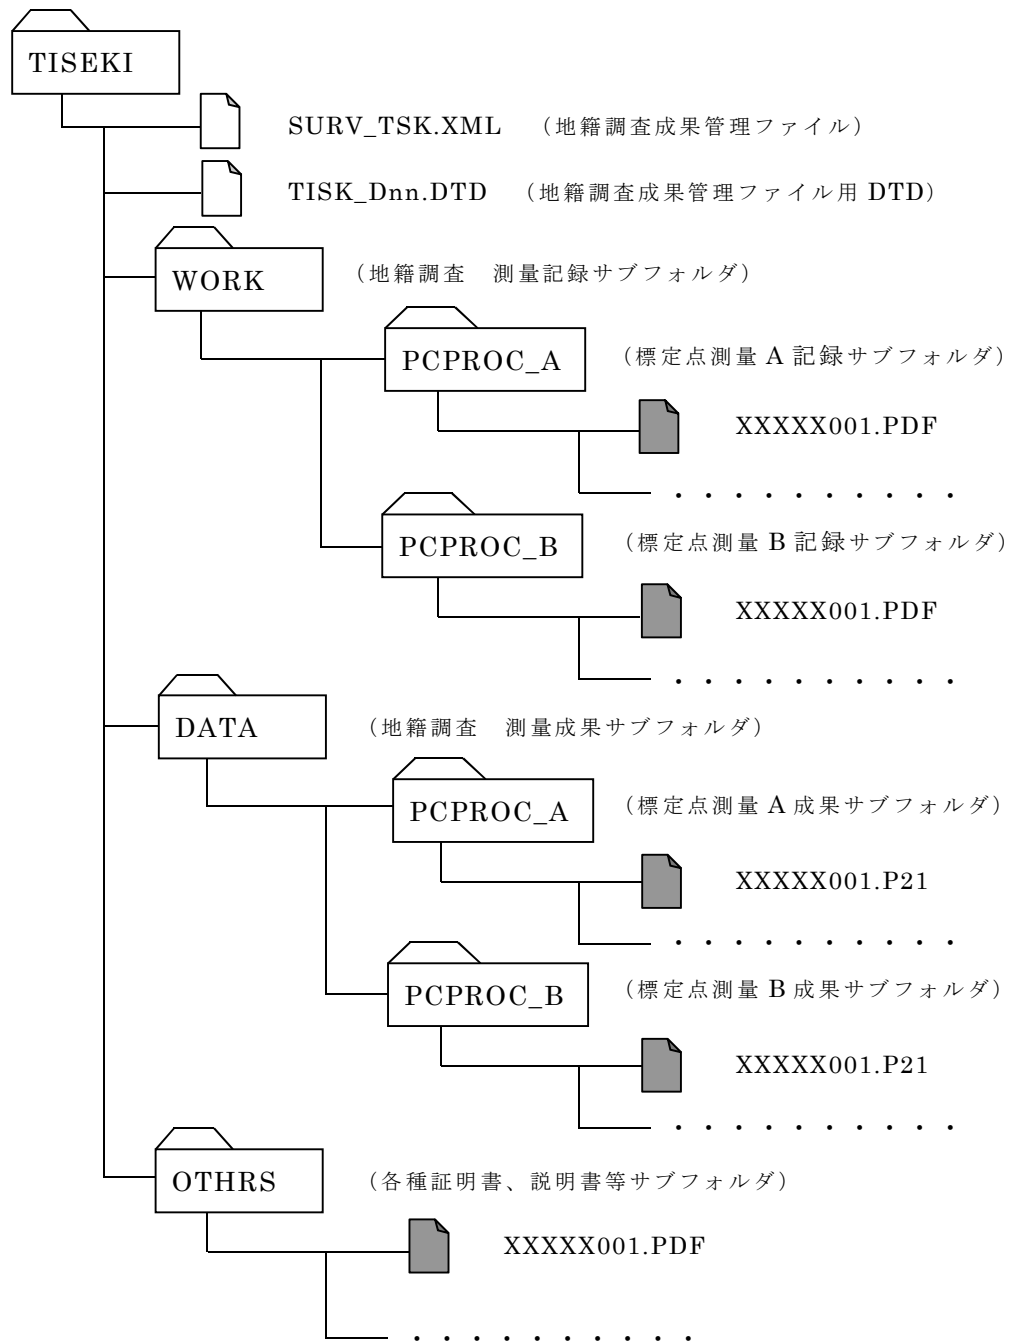 TISEKI
SURV_TSK.XML （地籍調査成果管理ファイル）
TISK_Dnn.DTD （地籍調査成果管理ファイル用 DTD）
WORK （地籍調査　測量記録サブフォルダ）
PCPROC_A （標定点測量 A 記録サブフォルダ）
XXXXX001.PDF
・・・・・・・・・・
PCPROC_B （標定点測量 B 記録サブフォルダ）
XXXXX001.PDF
・・・・・・・・・・
DATA （地籍調査　測量成果サブフォルダ）
PCPROC_A （標定点測量 A 成果サブフォルダ）
XXXXX001.P21
・・・・・・・・・・
PCPROC_B （標定点測量 B 成果サブフォルダ）
XXXXX001.P21
・・・・・・・・・・
OTHRS （各種証明書、説明書等サブフォルダ）
XXXXX001.PDF
・・・・・・・・・・